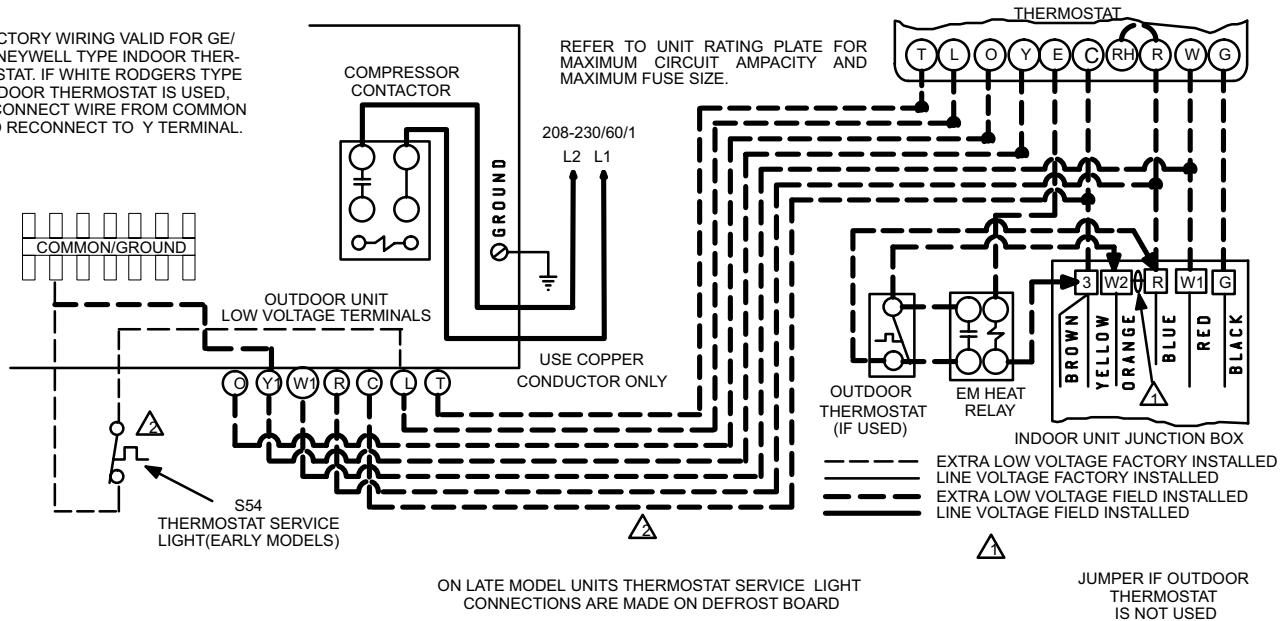 CTORY WIRING VALID FOR GE/
NEYWELL TYPE INDOOR THER-
STAT. IF WHITE RODGERS TYPE
DOOR THERMOSTAT IS USED,
CONNECT WIRE FROM COMMON
RECONNECT TO Y TERMINAL.
COMPRESSOR
CONTACTOR
REFER TO UNIT RATING PLATE FOR
MAXIMUM CIRCUIT AMPACITY AND
MAXIMUM FUSE SIZE.
THERMOSTAT
T L O Y E C RH R W G
208-230/60/1
L2 L1
GROUND
COMMON/GROUND
OUTDOOR UNIT
LOW VOLTAGE TERMINALS
USE COPPER
CONDUCTOR ONLY
O Y1 W1 R C L T
3 W2 R W1 G
BROWN
YELLOW
ORANGE
BLUE
RED
BLACK
1
OUTDOOR
THERMOSTAT
(IF USED)
EM HEAT
RELAY
INDOOR UNIT JUNCTION BOX
EXTRA LOW VOLTAGE FACTORY INSTALLED
LINE VOLTAGE FACTORY INSTALLED
EXTRA LOW VOLTAGE FIELD INSTALLED
LINE VOLTAGE FIELD INSTALLED
2
S54
THERMOSTAT SERVICE
LIGHT(EARLY MODELS)
2
1
ON LATE MODEL UNITS THERMOSTAT SERVICE LIGHT
CONNECTIONS ARE MADE ON DEFROST BOARD
JUMPER IF OUTDOOR
THERMOSTAT
IS NOT USED